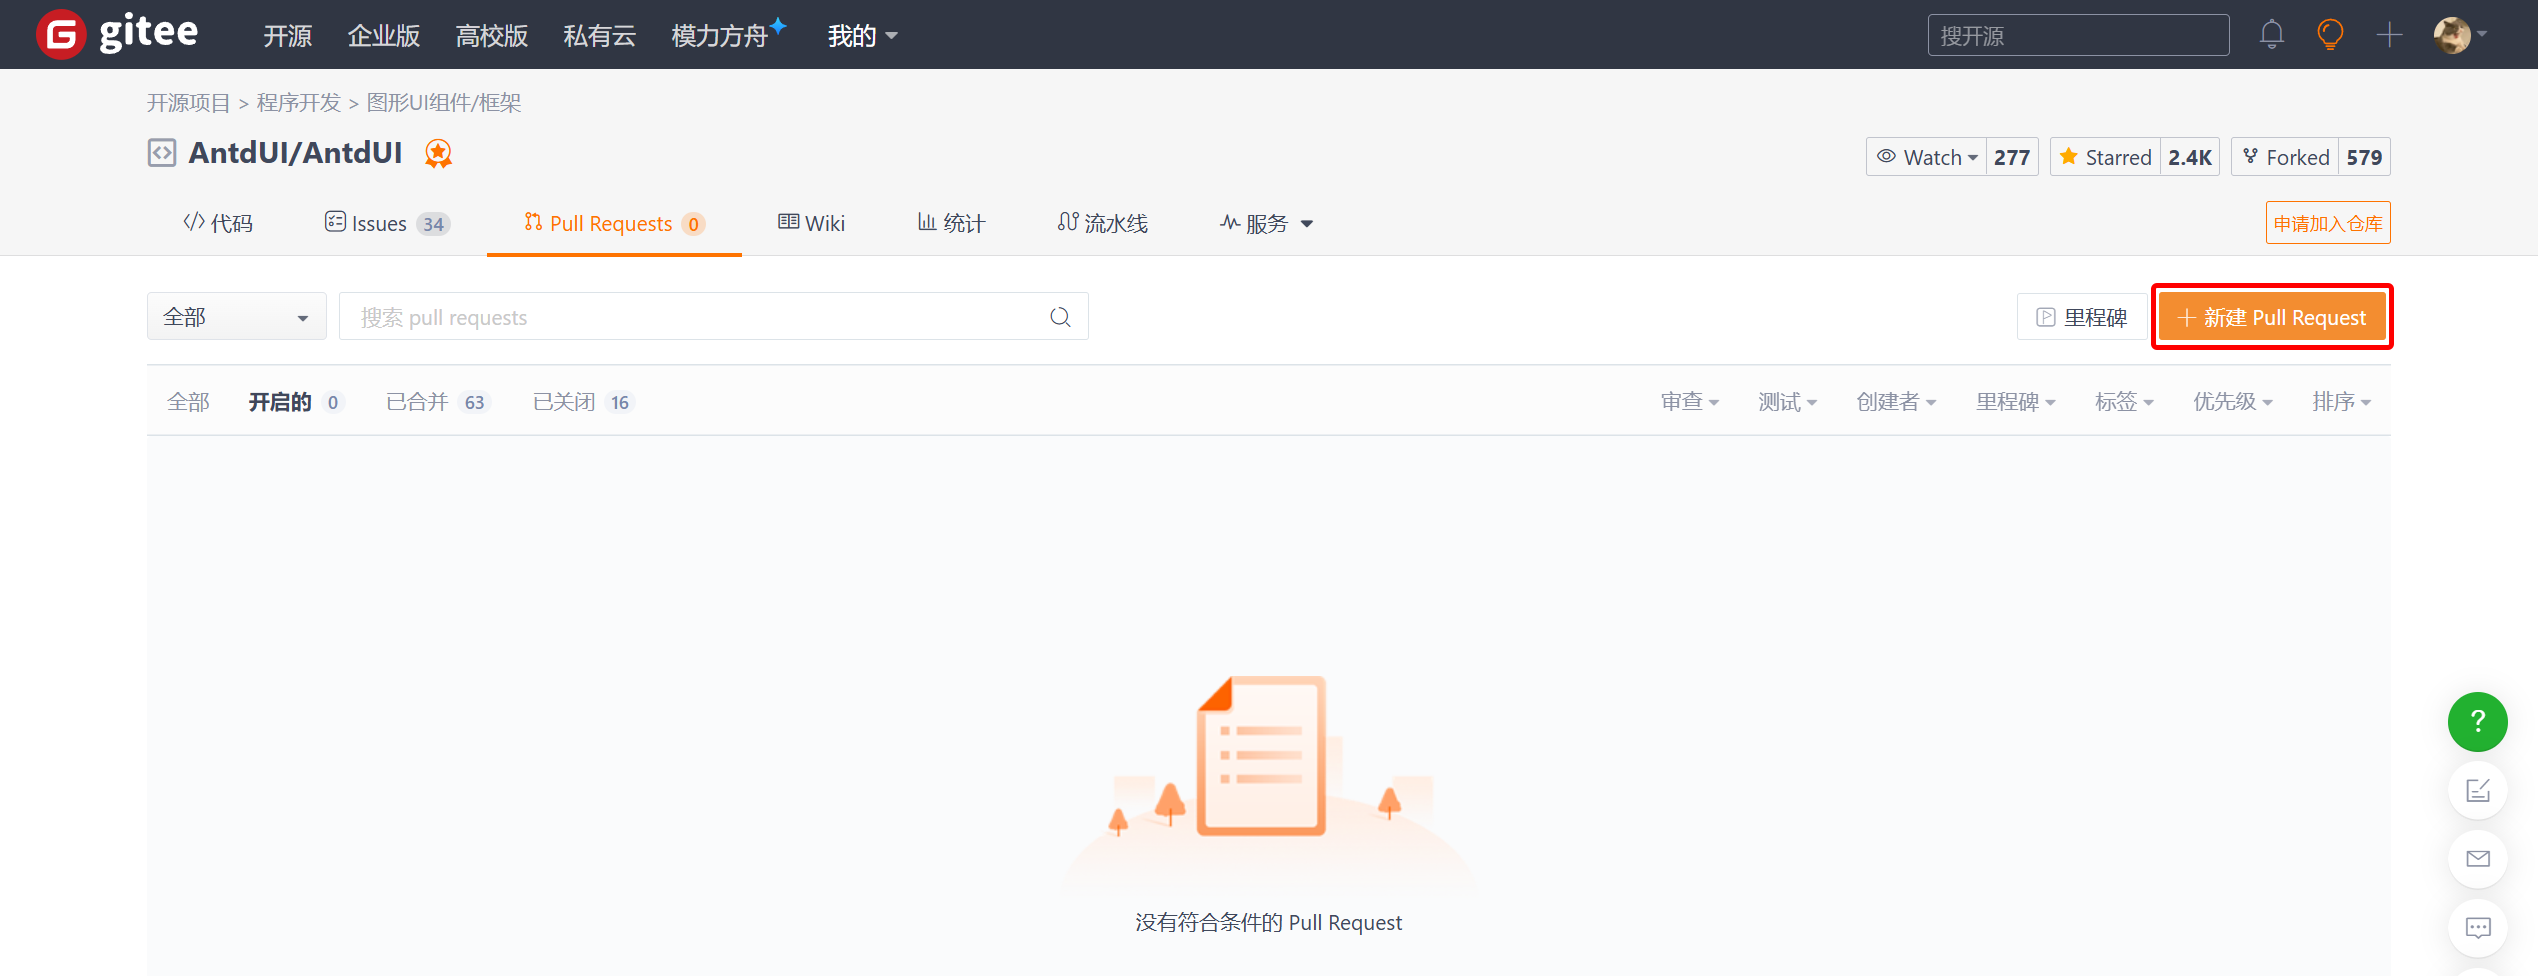 gitee 开源 企业版 高校版 私有云 模力方舟 我的 搜开源
开源项目 > 程序开发 > 图形UI组件/框架
AntdUI/AntdUI Watch 277 Starred 2.4K Forked 579
代码 Issues 34 Pull Requests 0 Wiki 统计 流水线 服务 申请加入仓库
全部 搜索 pull requests 里程碑 新建 Pull Request
全部 开启的 0 已合并 63 已关闭 16 审查 测试 创建者 里程碑 标签 优先级 排序
没有符合条件的 Pull Request